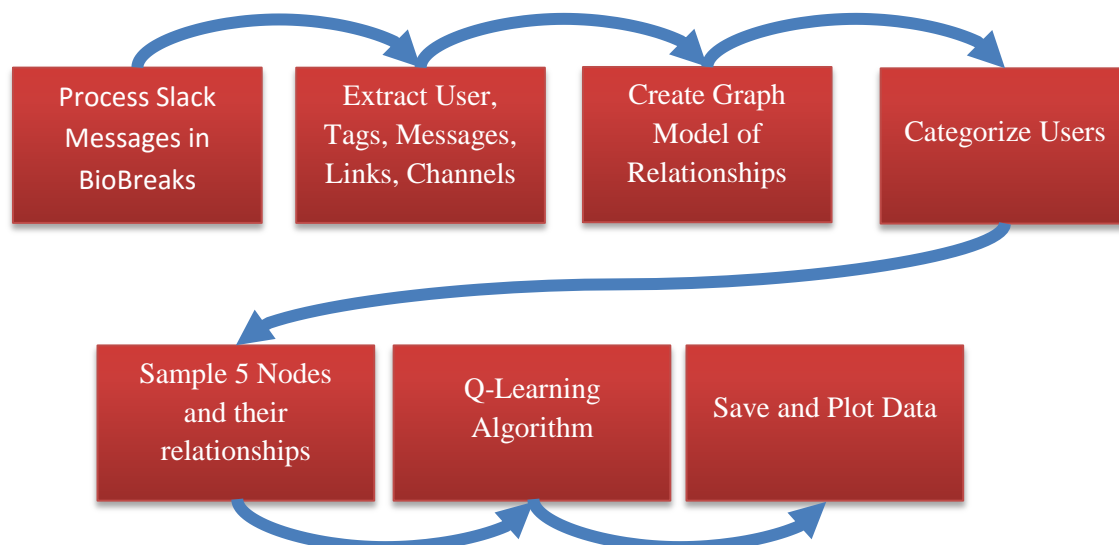 Process Slack
Messages in
BioBreaks
Extract User,
Tags, Messages,
Links, Channels
Create Graph
Model of
Relationships
Categorize Users
Sample 5 Nodes
and their
relationships
Q-Learning
Algorithm
Save and Plot Data